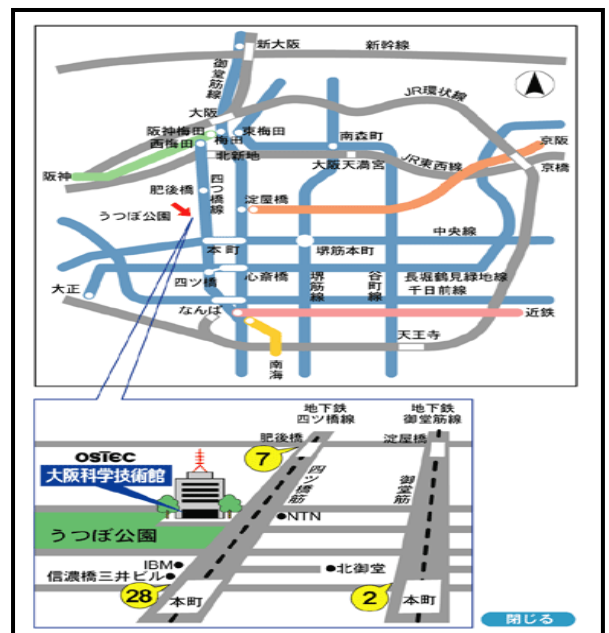 新大阪
新幹線
御堂筋線
JR環状線
大阪
阪神梅田
東梅田
西梅田
梅田
南森町
京阪
北新地
大阪天満宮
JR東西線
京橋
阪神
肥後橋
四つ橋線
淀屋橋
うつぼ公園
中央線
本町
堺筋本町
四ツ橋
心斎橋
堺筋線
谷町線
長堀鶴見緑地線
千日前線
大正
なんば
近鉄
天王寺
南海
地下鉄
四ツ橋線
地下鉄
御堂筋線
肥後橋
淀屋橋
OSTEC
7
大阪科学技術館
四ツ橋筋
御堂筋
NTN
うつぼ公園
IBM
信濃橋三井ビル
北御堂
28
本町
2
本町
閉じる